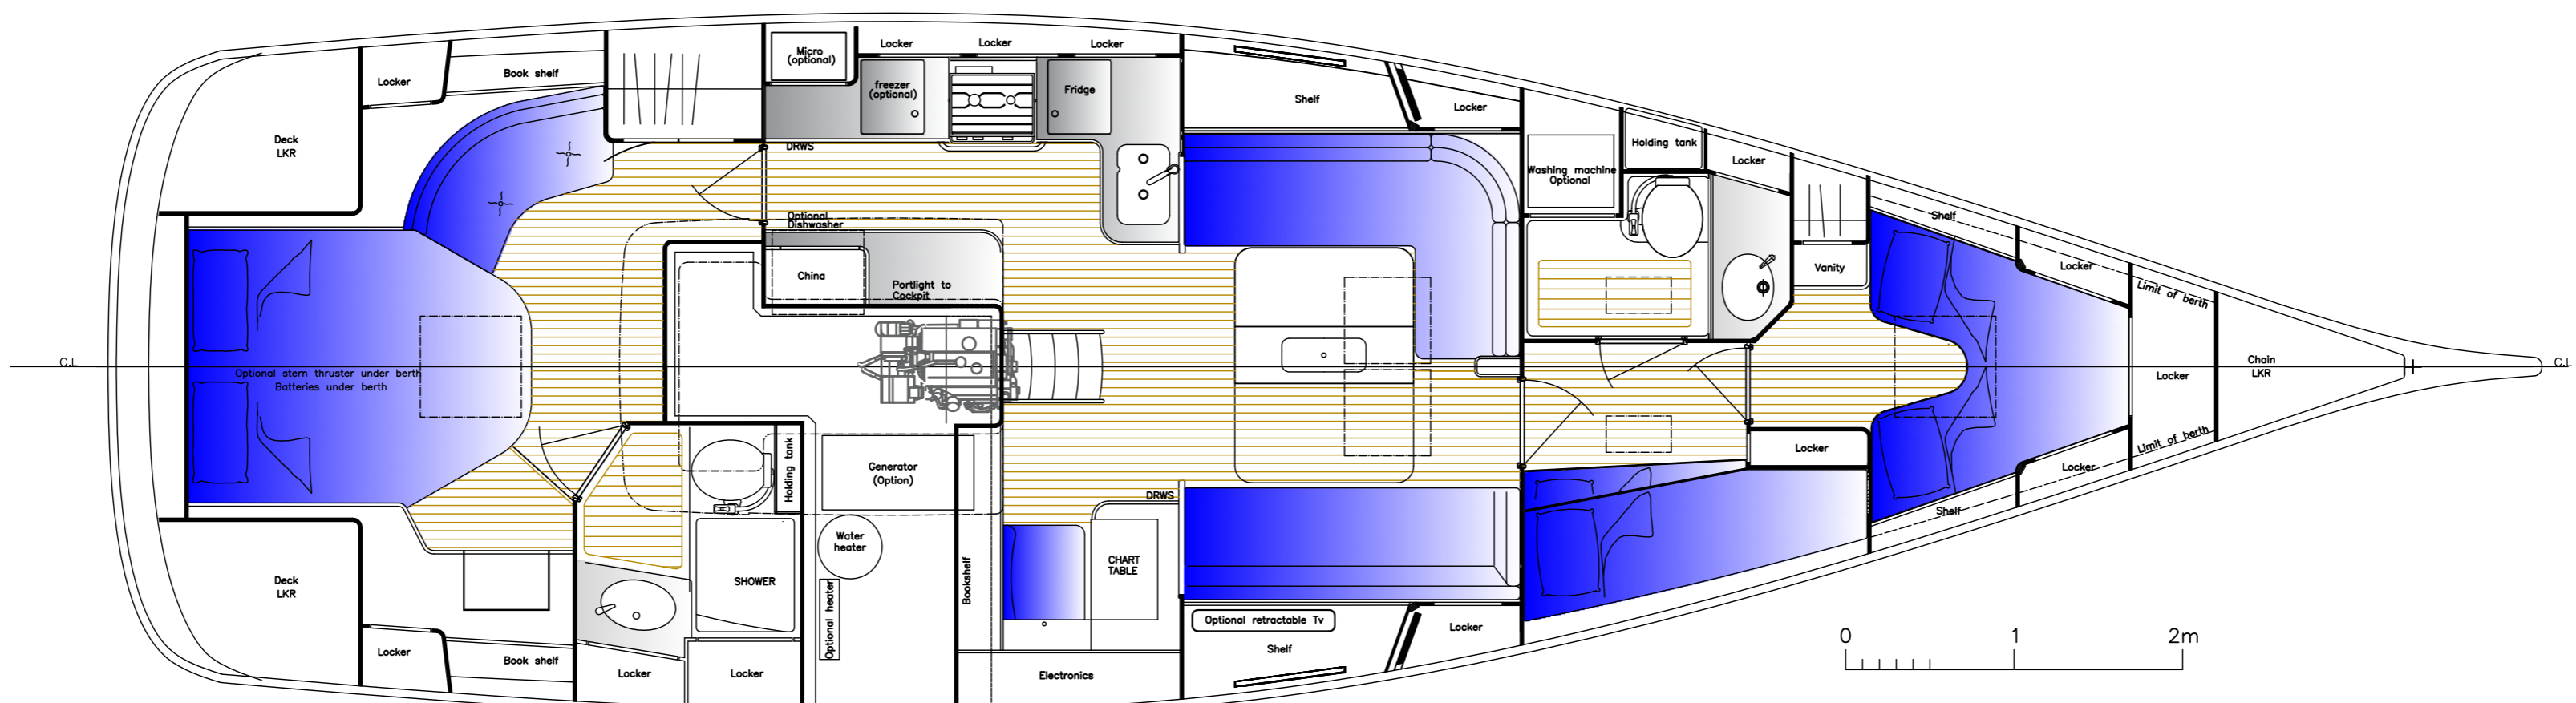 Micro
(optional)
Locker
Locker
Locker
Locker
Book shelf
freezer
(optional)
Fridge
Shelf
Locker
Deck
LKR
DRWS
Holding tank
Locker
Washing machine
Optional
Optional
Dishwasher
China
Portlight to
Cockpit
Vanity
Shelf
Locker
Limit of berth
C.L
Optional stern thruster under berth
Batteries under berth
Locker
Chain
LKR
C.L
Limit of berth
Locker
Locker
Shelf
Holding tank
Generator
(Option)
DRWS
Water
heater
Bookshelf
CHART
TABLE
Deck
LKR
SHOWER
Optional heater
Optional retractable Tv
Locker
Shelf
Locker
Book shelf
Locker
Locker
Electronics
0 1 2m